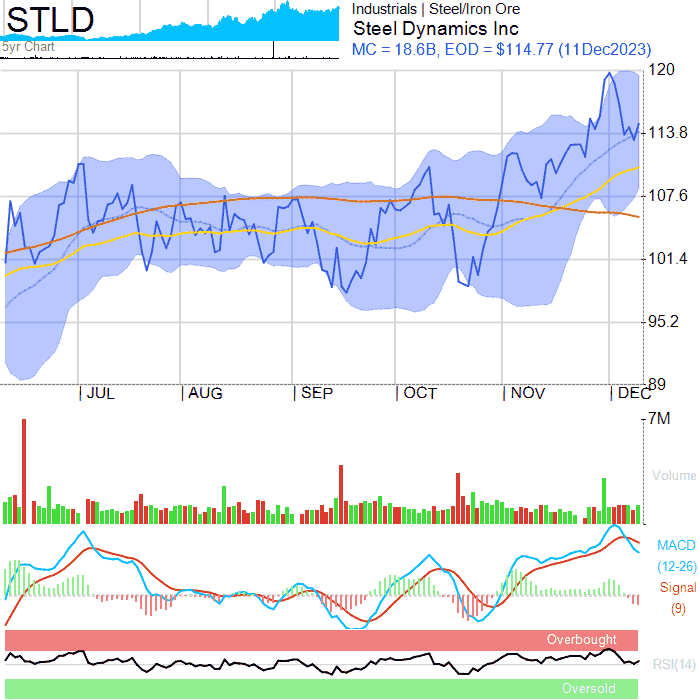 STLD
Industrials | Steel/Iron Ore
Steel Dynamics Inc
MC = 18.6B, EOD = $114.77 (11Dec2023)
5yr Chart
120
113.8
107.6
101.4
95.2
89
| JUL | AUG | SEP | OCT | NOV | DEC
7M
Volume
MACD
(12-26)
Signal
(9)
Overbought
RSI(14)
Oversold